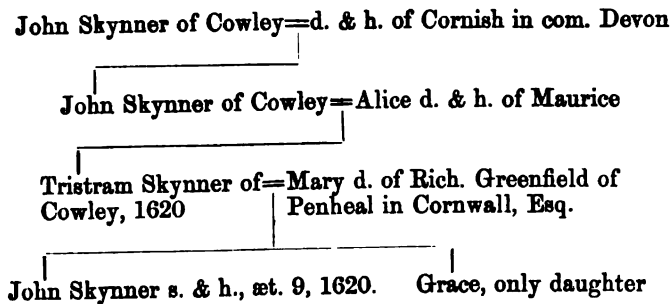 John Skynner of Cowley=d. & h. of Cornish in com. Devon
John Skynner of Cowley=Alice d. & h. of Maurice
Tristram Skynner of=Mary d. of Rich. Greenfield of
Cowley, 1620 Penheal in Cornwall, Esq.
John Skynner s. & h., æt. 9, 1620. Grace, only daughter